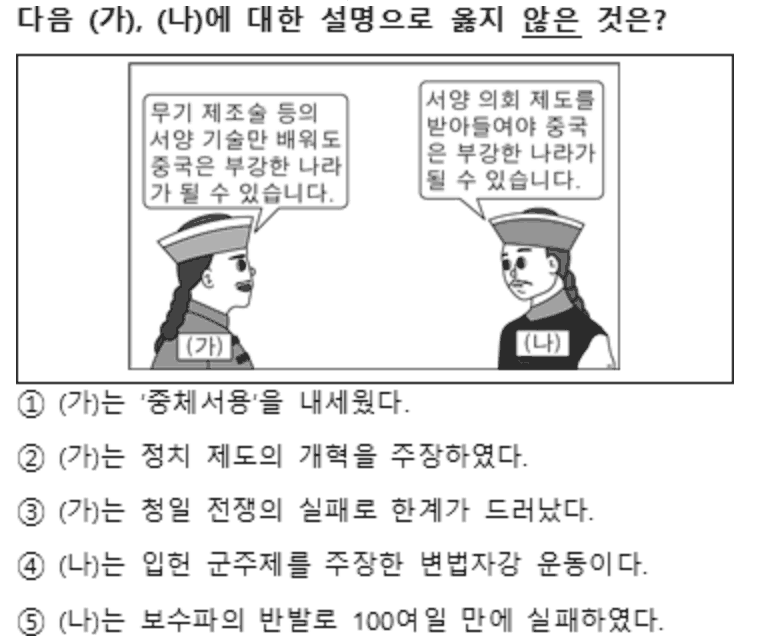 다음 (가), (나)에 대한 설명으로 옳지 않은 것은?
무기 제조술 등의
서양 기술만 배워도
중국은 부강한 나라
가 될 수 있습니다.
서양 의회 제도를
받아들여야 중국
은 부강한 나라가
될 수 있습니다.
(가)
(나)
① (가)는 '중체서용'을 내세웠다.
② (가)는 정치 제도의 개혁을 주장하였다.
③ (가)는 청일 전쟁의 실패로 한계가 드러났다.
④ (나)는 입헌 군주제를 주장한 변법자강 운동이다.
⑤ (나)는 보수파의 반발로 100여일 만에 실패하였다.